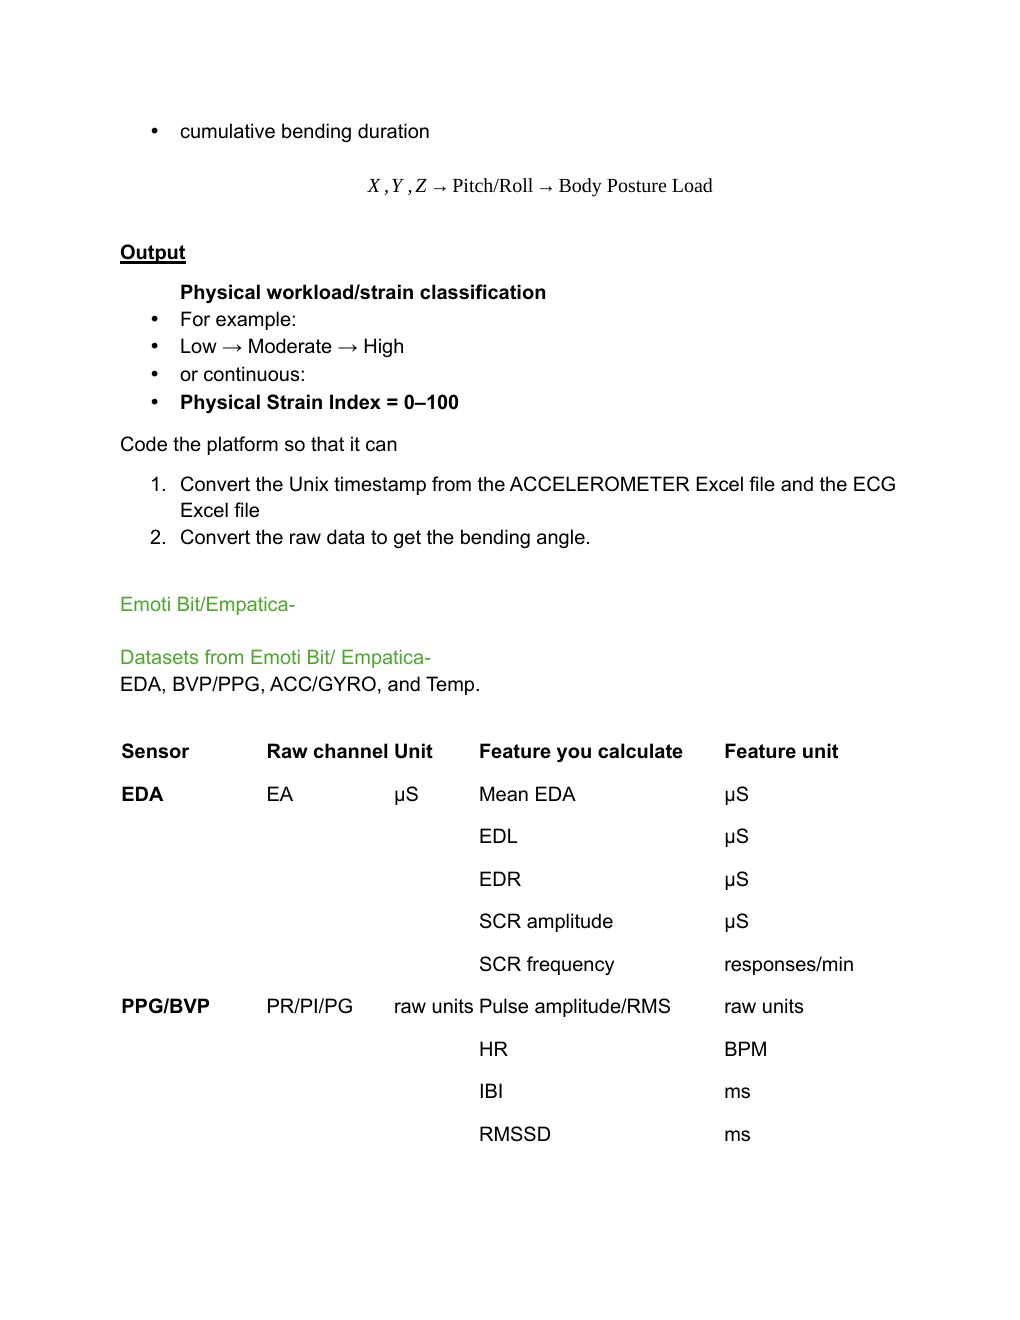 • cumulative bending duration
X ,Y ,Z → Pitch/Roll → Body Posture Load
Output
Physical workload/strain classification
• For example:
• Low → Moderate → High
• or continuous:
• Physical Strain Index = 0–100
Code the platform so that it can
1. Convert the Unix timestamp from the ACCELEROMETER Excel file and the ECG
Excel file
2. Convert the raw data to get the bending angle.
Emoti Bit/Empatica-
Datasets from Emoti Bit/ Empatica-
EDA, BVP/PPG, ACC/GYRO, and Temp.
Sensor Raw channel Unit Feature you calculate Feature unit
EDA EA µS Mean EDA µS
EDL µS
EDR µS
SCR amplitude µS
SCR frequency responses/min
PPG/BVP PR/PI/PG raw units Pulse amplitude/RMS raw units
HR BPM
IBI ms
RMSSD ms